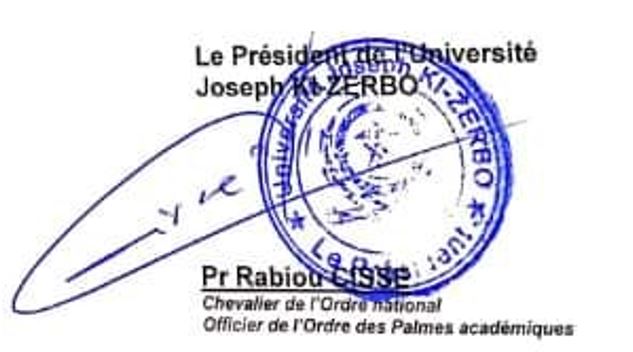 Le Président de l'Université
Joseph KI-ZERBO
Université Joseph KI-ZERBO
Le Président
Pr Rabiou CISSE
Chevalier de l'Ordre national
Officier de l'Ordre des Palmes académiques